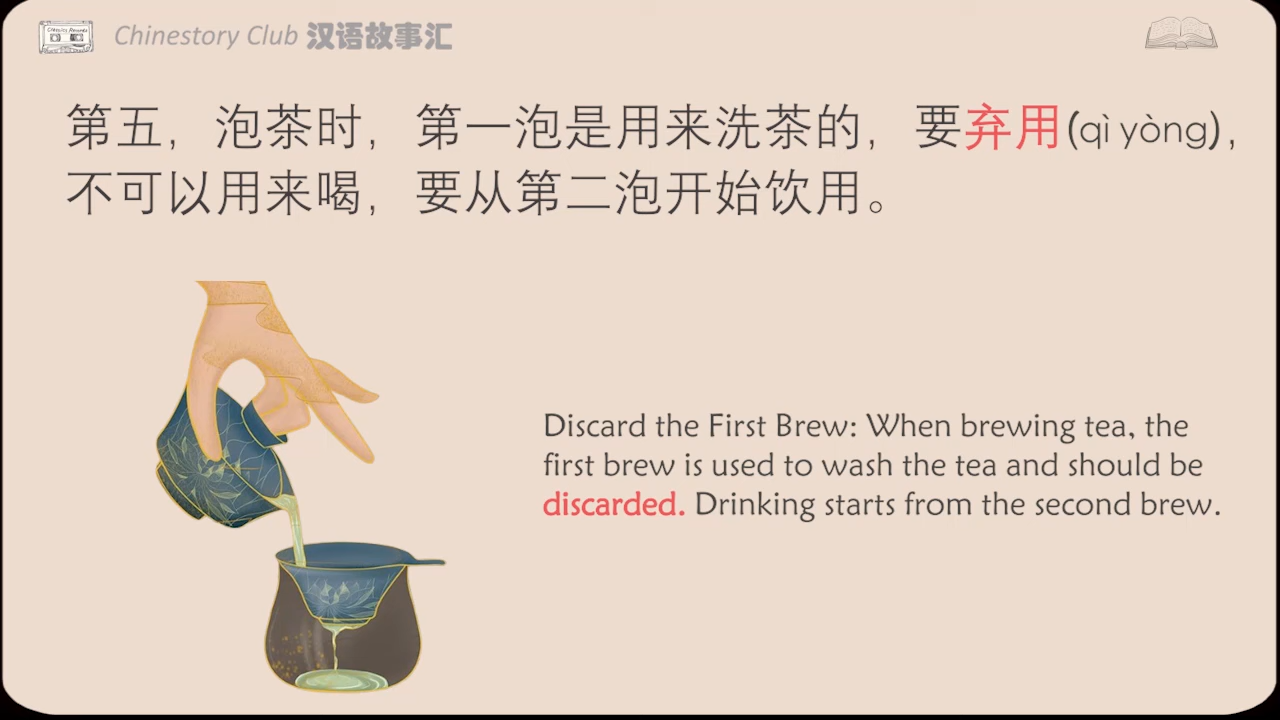 Chinestory Club 汉语故事汇
第五，泡茶时，第一泡是用来洗茶的，要弃用(qì yòng)，
不可以用来喝，要从第二泡开始饮用。
Discard the First Brew: When brewing tea, the
first brew is used to wash the tea and should be
discarded. Drinking starts from the second brew.